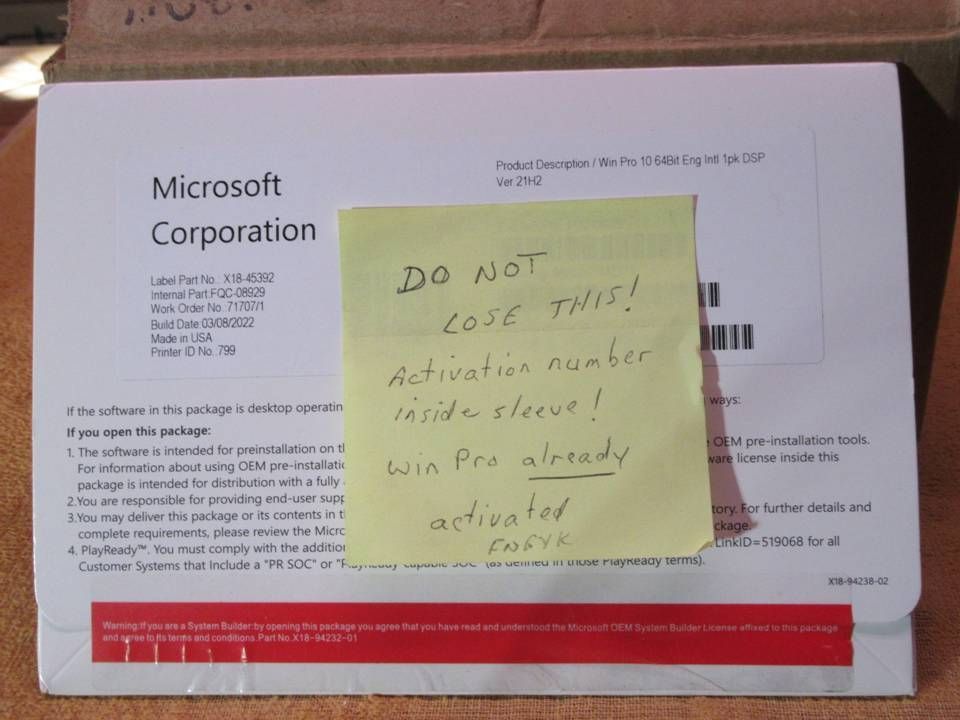 Microsoft
Corporation
Product Description / Win Pro 10 64Bit Eng Intl 1pk DSP
Ver 21H2
Label Part No.: X18-45392
Internal Part:FQC-08929
Work Order No.:71707/1
Build Date:03/08/2022
Made in USA
Printer ID No.:799
DO NOT
LOSE THIS!
Activation number
inside sleeve!
Win Pro already
activated
If the software in this package is desktop operatin ways:
If you open this package:
1. The software is intended for preinstallation on OEM pre-installation tools.
For information about using OEM pre-installatio license inside this
package is intended for distribution with a fully
2.You are responsible for providing end-user supp
3.You may deliver this package or its contents in For further details and
complete requirements, please review the Micro
4. PlayReady™. You must comply with the addition LinkID=519068 for all
Customer Systems that Include a "PR SOC" or (as defined in those PlayReady terms).
X18-94238-02
Warning:If you are a System Builder:by opening this package you agree that you have read and understood the Microsoft OEM System Builder License affixed to this package
and agree to its terms and conditions.Part No.X18-94232-01